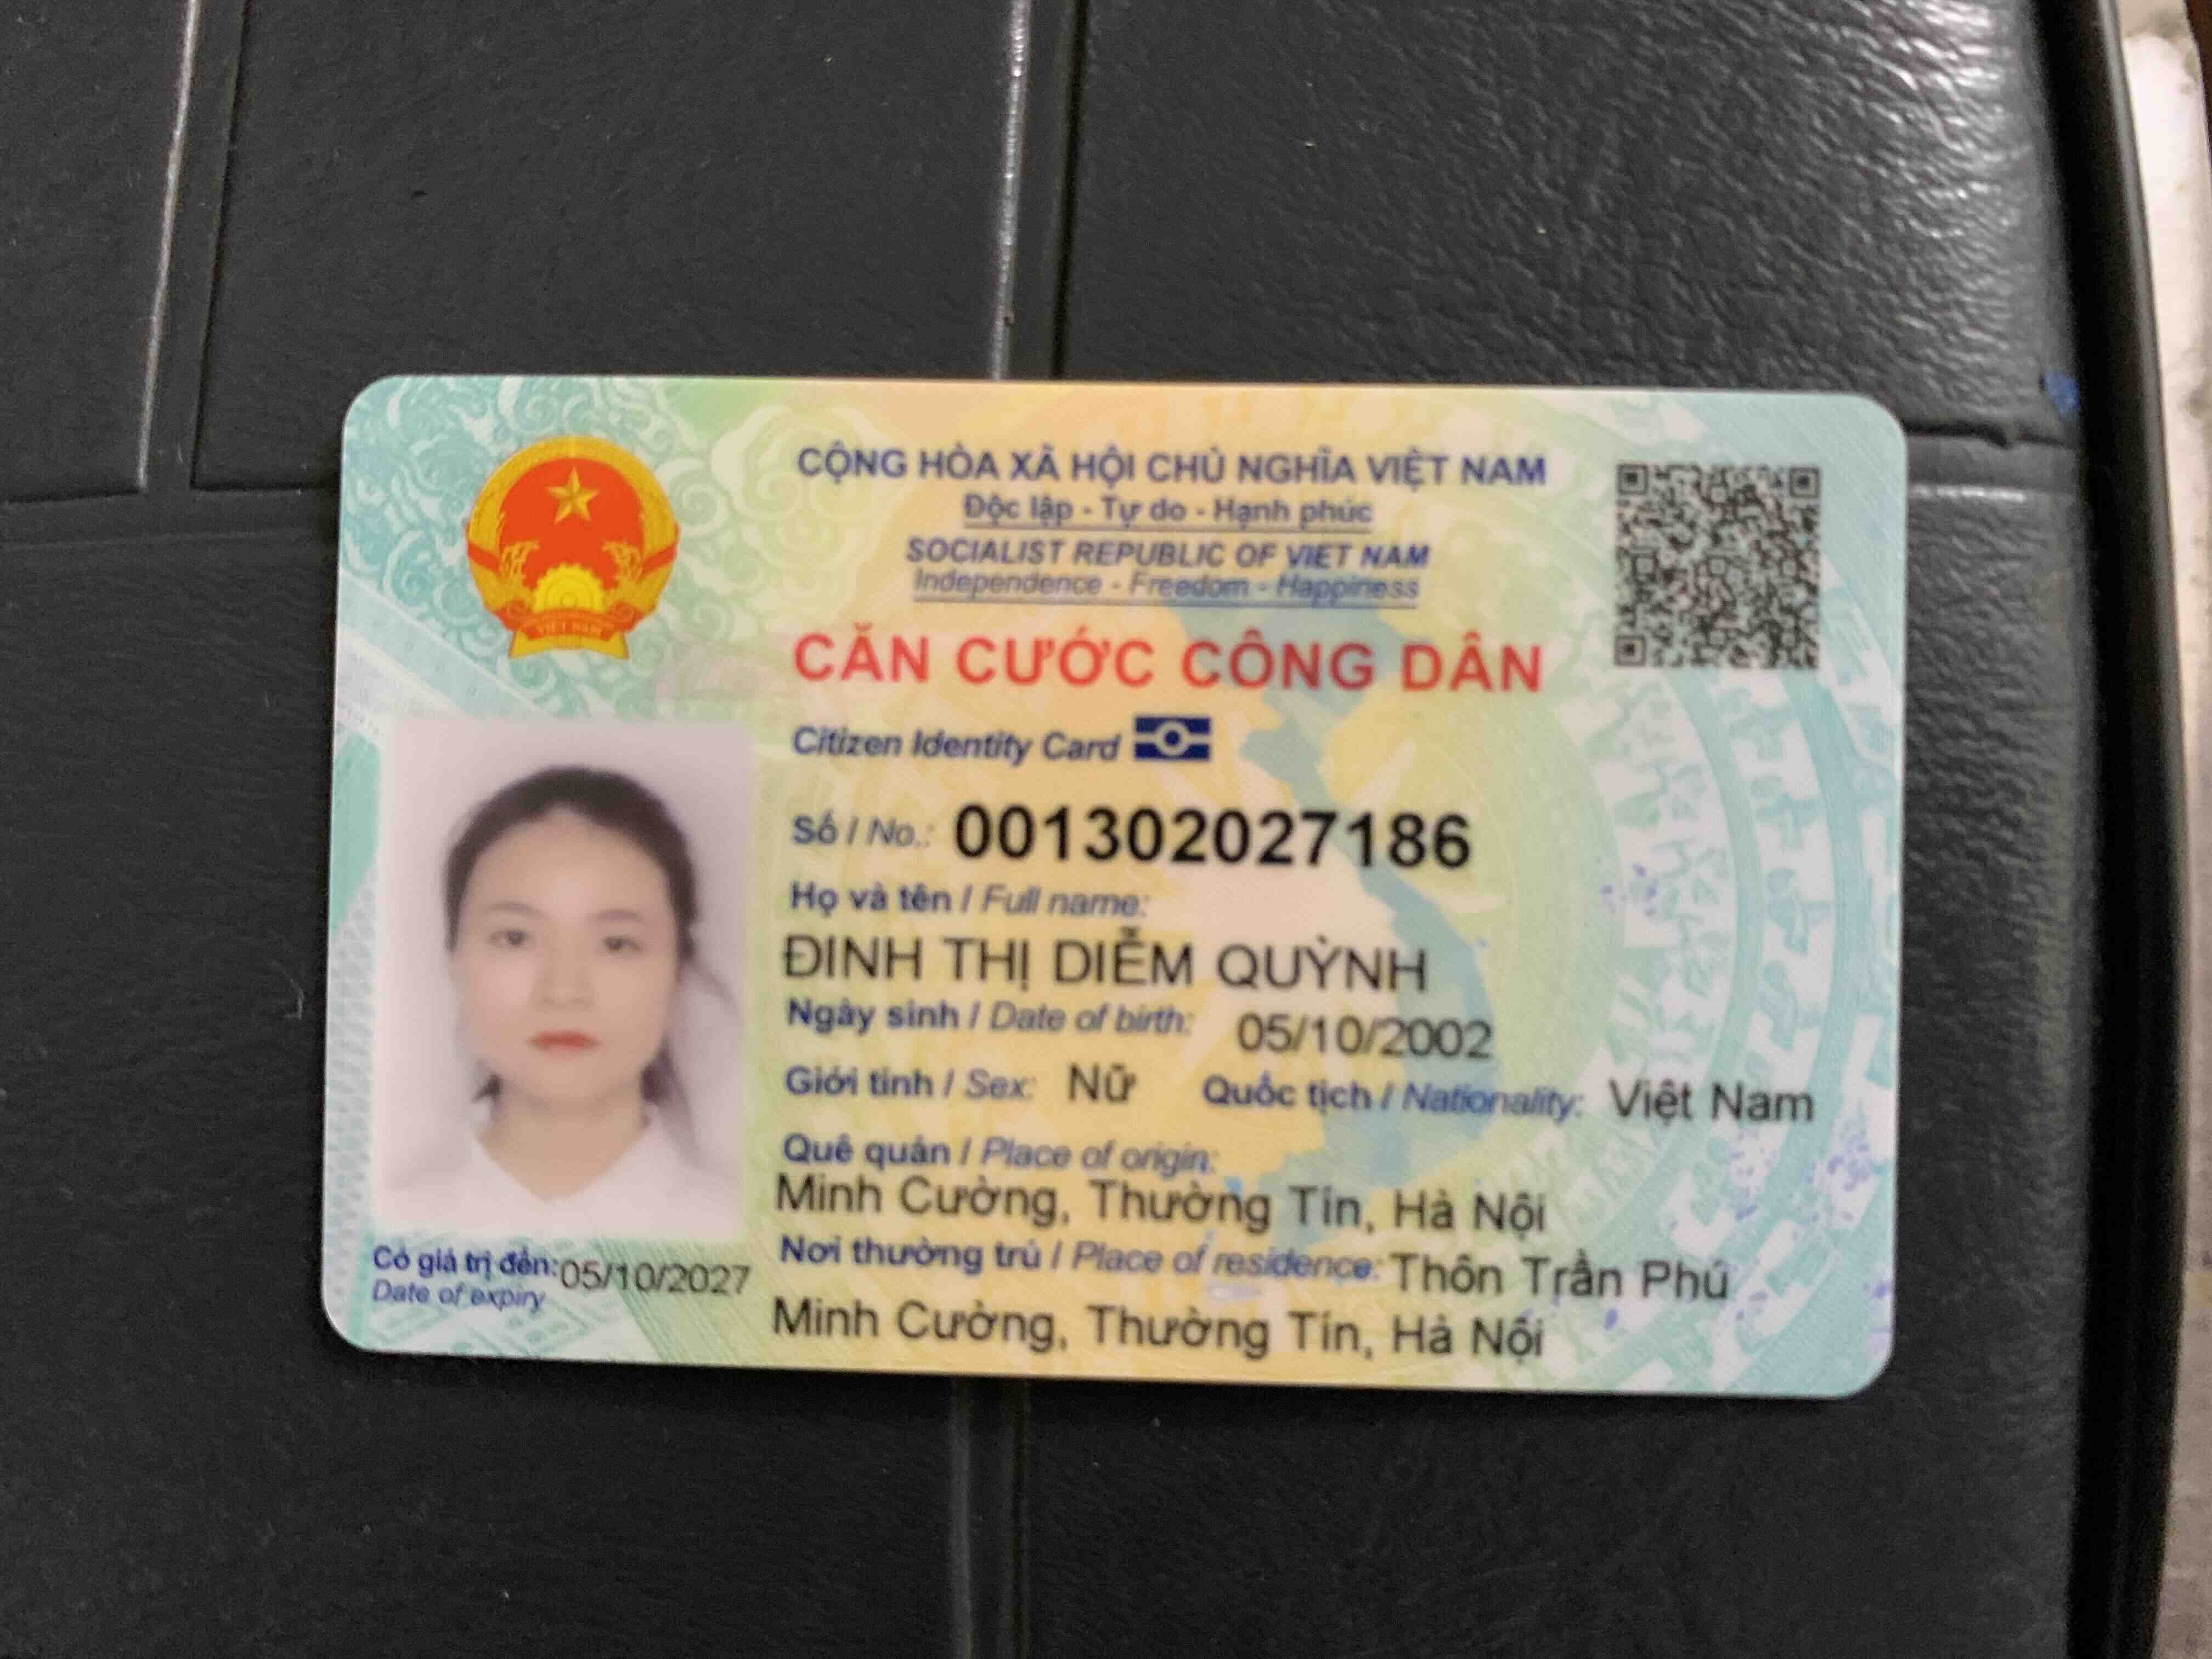 CỘNG HÒA XÃ HỘI CHỦ NGHĨA VIỆT NAM
Độc lập - Tự do - Hạnh phúc
SOCIALIST REPUBLIC OF VIET NAM
Independence - Freedom - Happiness
CĂN CƯỚC CÔNG DÂN
Citizen Identity Card
Số / No.: 001302027186
Họ và tên / Full name:
ĐINH THỊ DIỄM QUỲNH
Ngày sinh / Date of birth: 05/10/2002
Giới tính / Sex: Nữ Quốc tịch / Nationality: Việt Nam
Quê quán / Place of origin:
Minh Cường, Thường Tín, Hà Nội
Nơi thường trú / Place of residence: Thôn Trần Phú
Minh Cường, Thường Tín, Hà Nội
Có giá trị đến: 05/10/2027
Date of expiry
VIỆT NAM